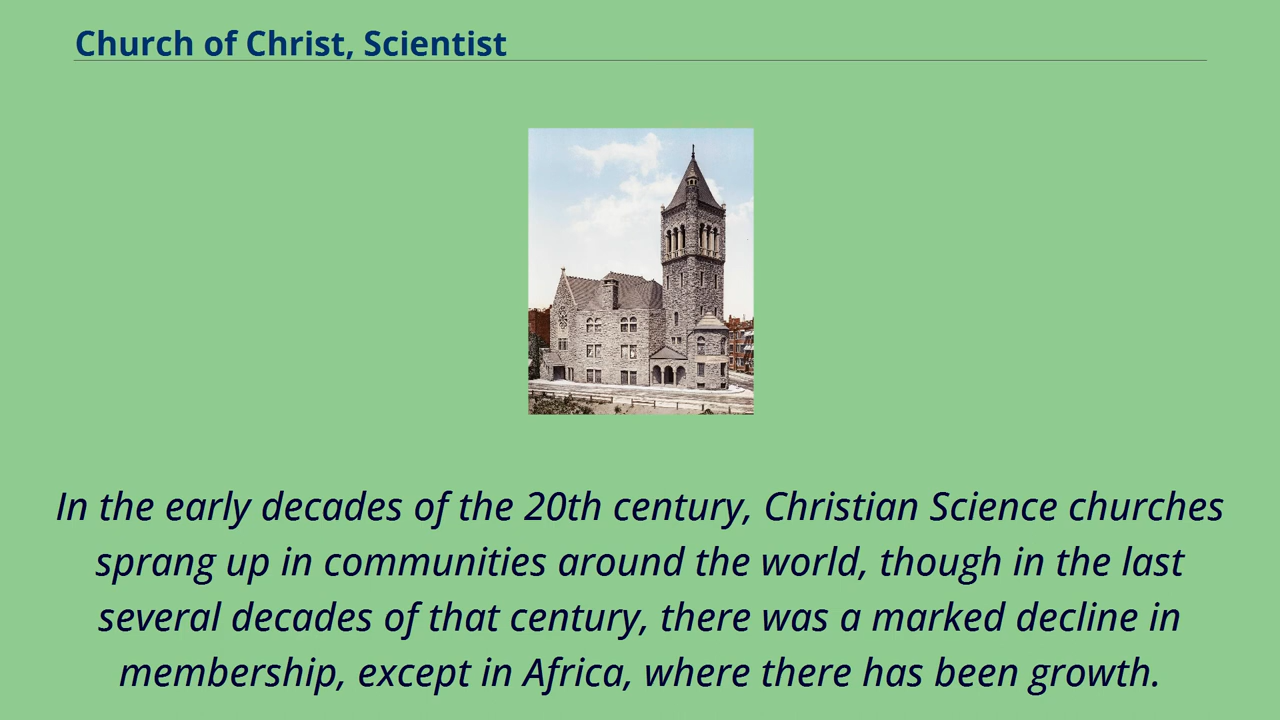 Church of Christ, Scientist
In the early decades of the 20th century, Christian Science churches
sprang up in communities around the world, though in the last
several decades of that century, there was a marked decline in
membership, except in Africa, where there has been growth.